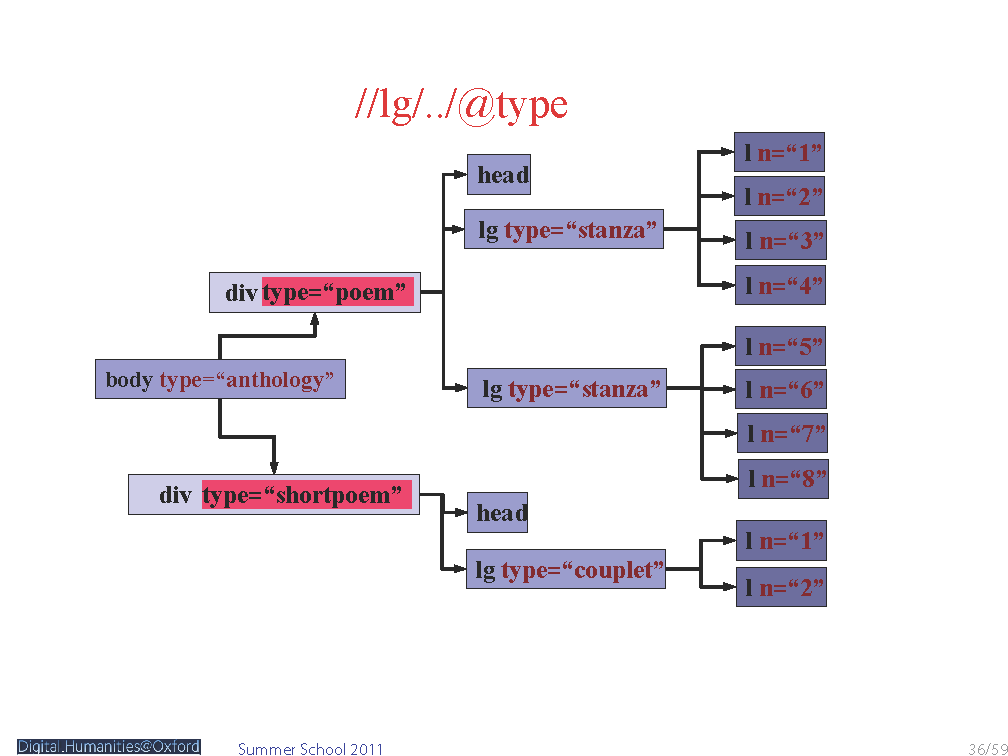 //lg/../@type
head
lg type=“stanza”
l n=“1”
l n=“2”
l n=“3”
l n=“4”
div type=“poem”
body type=“anthology”
lg type=“stanza”
l n=“5”
l n=“6”
l n=“7”
l n=“8”
div type=“shortpoem”
head
lg type=“couplet”
l n=“1”
l n=“2”
Digital.Humanities@Oxford Summer School 2011 36/59